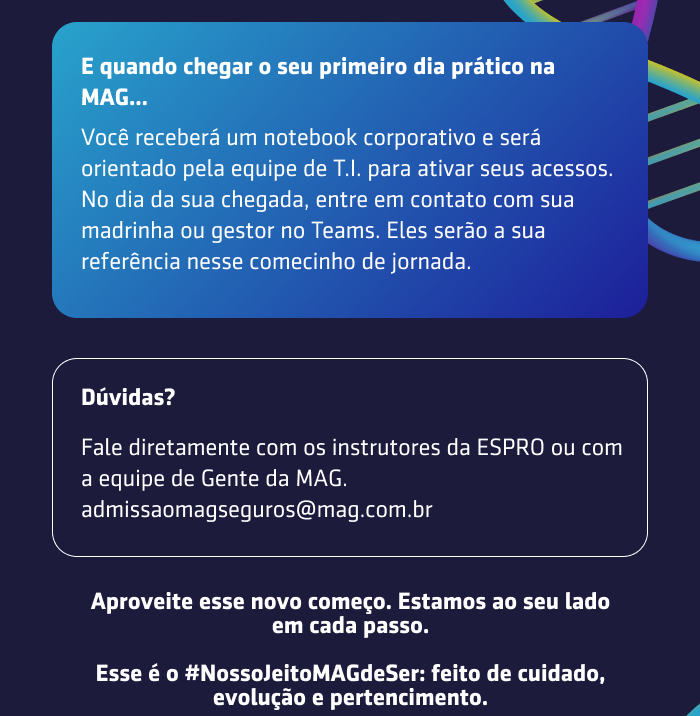 E quando chegar o seu primeiro dia prático na
MAG...
Você receberá um notebook corporativo e será
orientado pela equipe de T.I. para ativar seus acessos.
No dia da sua chegada, entre em contato com sua
madrinha ou gestor no Teams. Eles serão a sua
referência nesse comecinho de jornada.
Dúvidas?
Fale diretamente com os instrutores da ESPRO ou com
a equipe de Gente da MAG.
admissaomagseguros@mag.com.br
Aproveite esse novo começo. Estamos ao seu lado
em cada passo.
Esse é o #NossoJeitoMAGdeSer: feito de cuidado,
evolução e pertencimento.